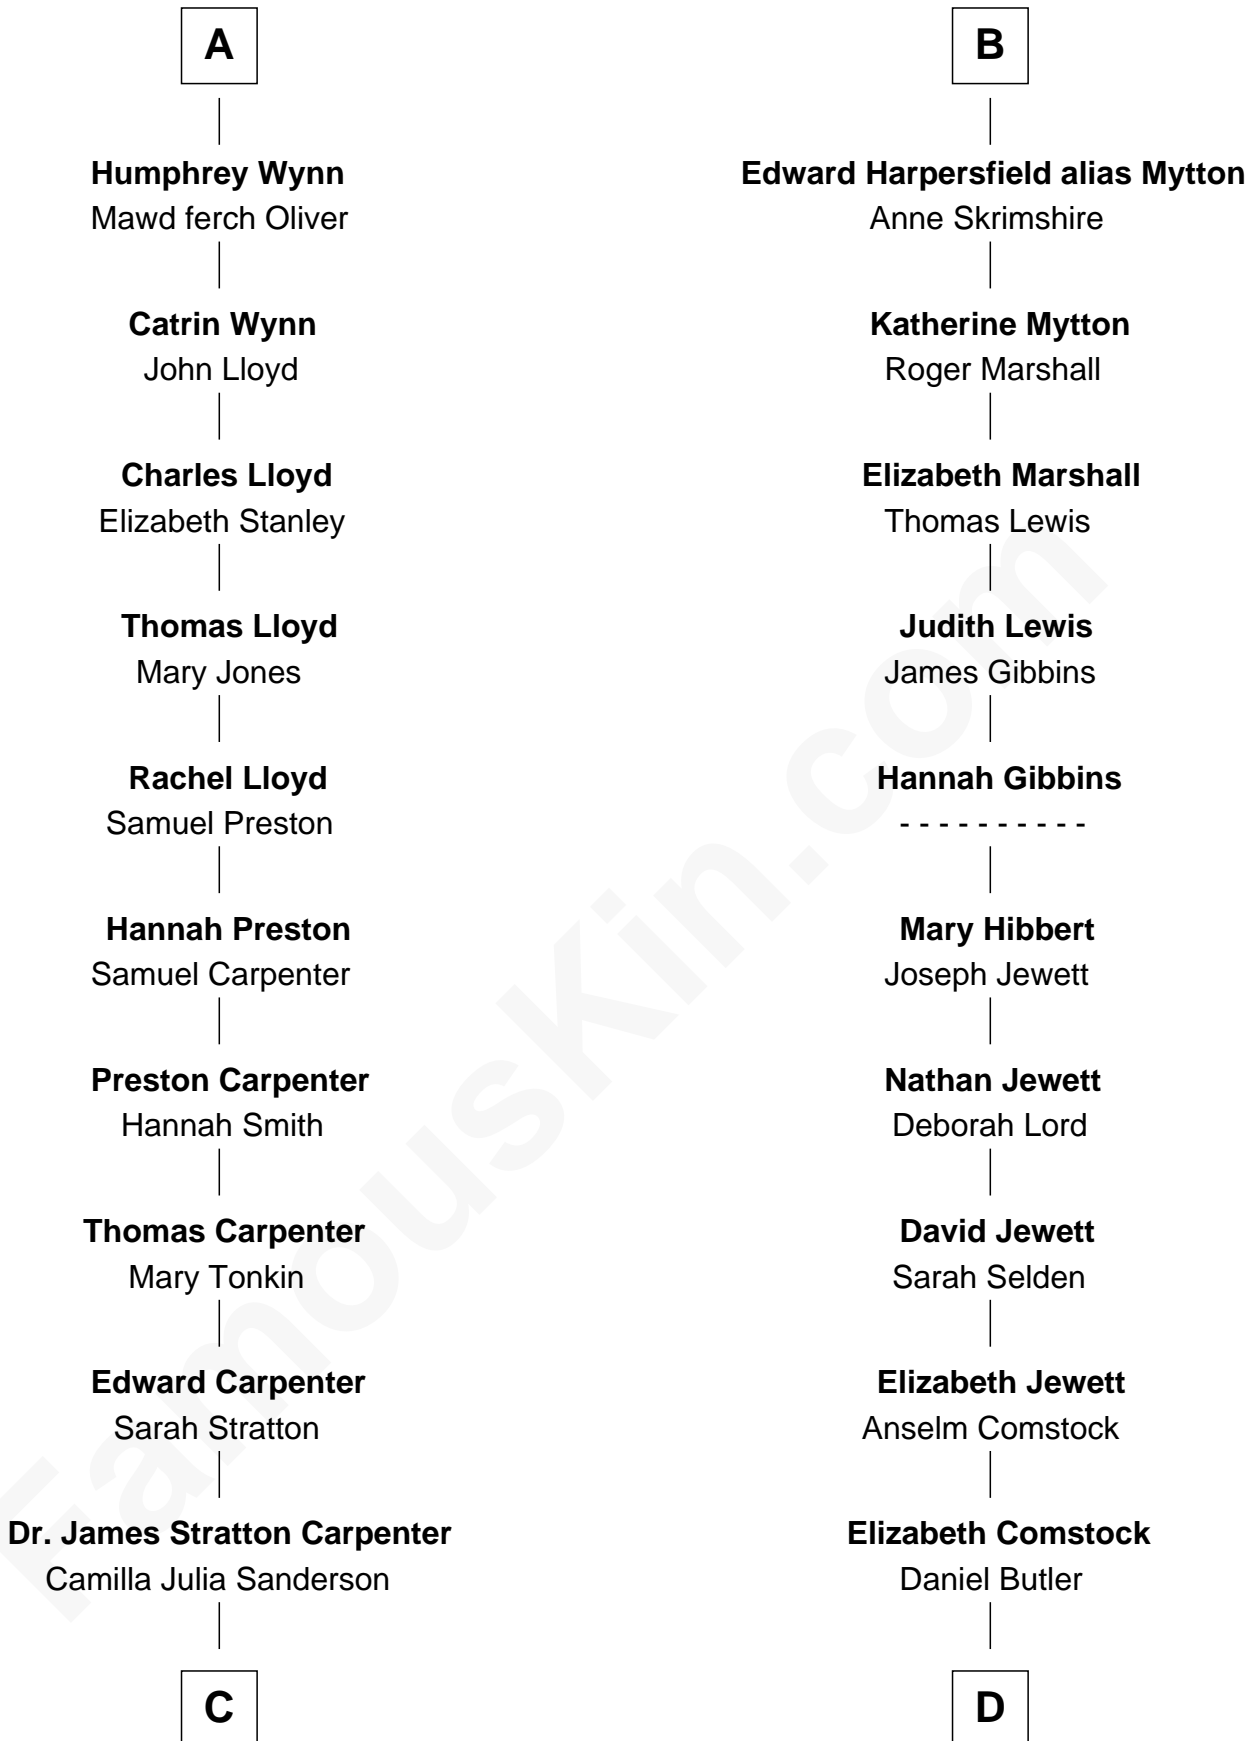 A
Humphrey Wynn
Mawd ferch Oliver
Catrin Wynn
John Lloyd
Charles Lloyd
Elizabeth Stanley
Thomas Lloyd
Mary Jones
Rachel Lloyd
Samuel Preston
Hannah Preston
Samuel Carpenter
Preston Carpenter
Hannah Smith
Thomas Carpenter
Mary Tonkin
Edward Carpenter
Sarah Stratton
Dr. James Stratton Carpenter
Camilla Julia Sanderson
C
B
Edward Harpersfield alias Mytton
Anne Skrimshire
Katherine Mytton
Roger Marshall
Elizabeth Marshall
Thomas Lewis
Judith Lewis
James Gibbins
Hannah Gibbins
- - - - - - - - - -
Mary Hibbert
Joseph Jewett
Nathan Jewett
Deborah Lord
David Jewett
Sarah Selden
Elizabeth Jewett
Anselm Comstock
Elizabeth Comstock
Daniel Butler
D
FamousKin.com